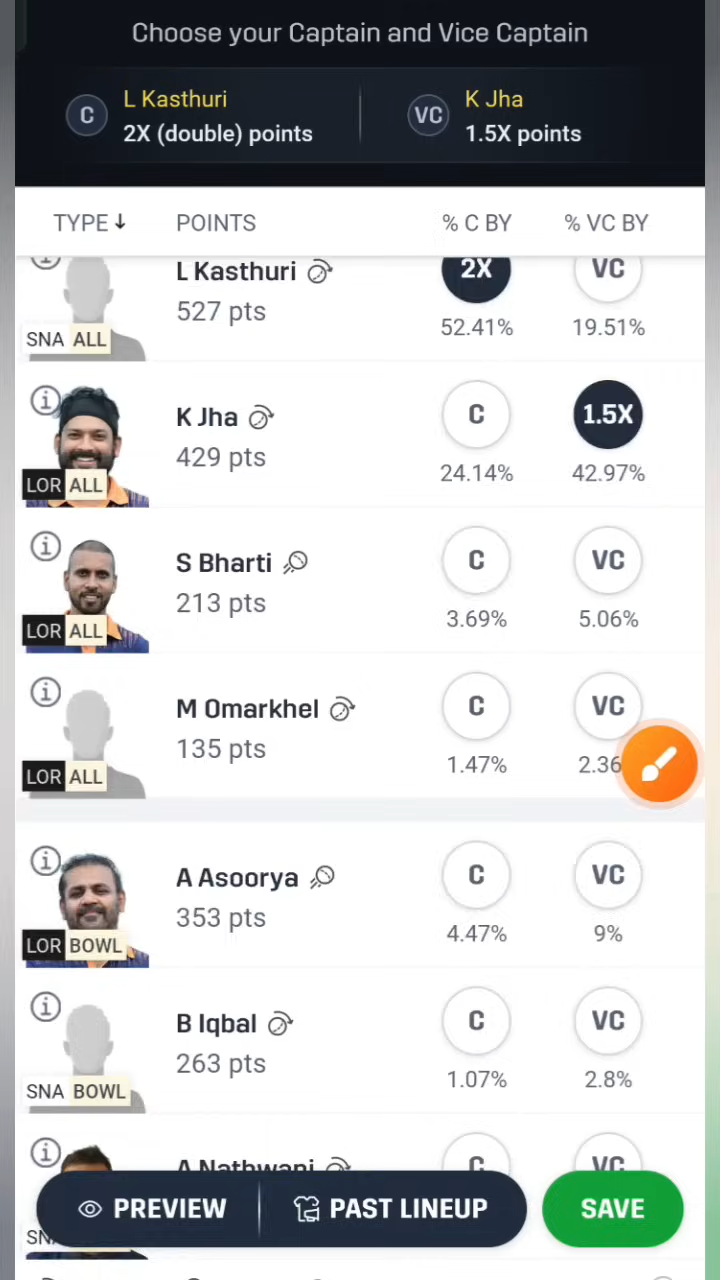 Choose your Captain and Vice Captain
C L Kasthuri
2X (double) points
VC K Jha
1.5X points
TYPE↓ POINTS % C BY % VC BY
L Kasthuri 2X VC
527 pts
52.41% 19.51%
SNA ALL
K Jha C 1.5X
429 pts
24.14% 42.97%
LOR ALL
S Bharti C VC
213 pts
3.69% 5.06%
LOR ALL
M Omarkhel C VC
135 pts
1.47% 2.36
LOR ALL
A Asoorya C VC
353 pts
4.47% 9%
LOR BOWL
B Iqbal C VC
263 pts
1.07% 2.8%
SNA BOWL
A Nathwani C VC
PREVIEW PAST LINEUP SAVE